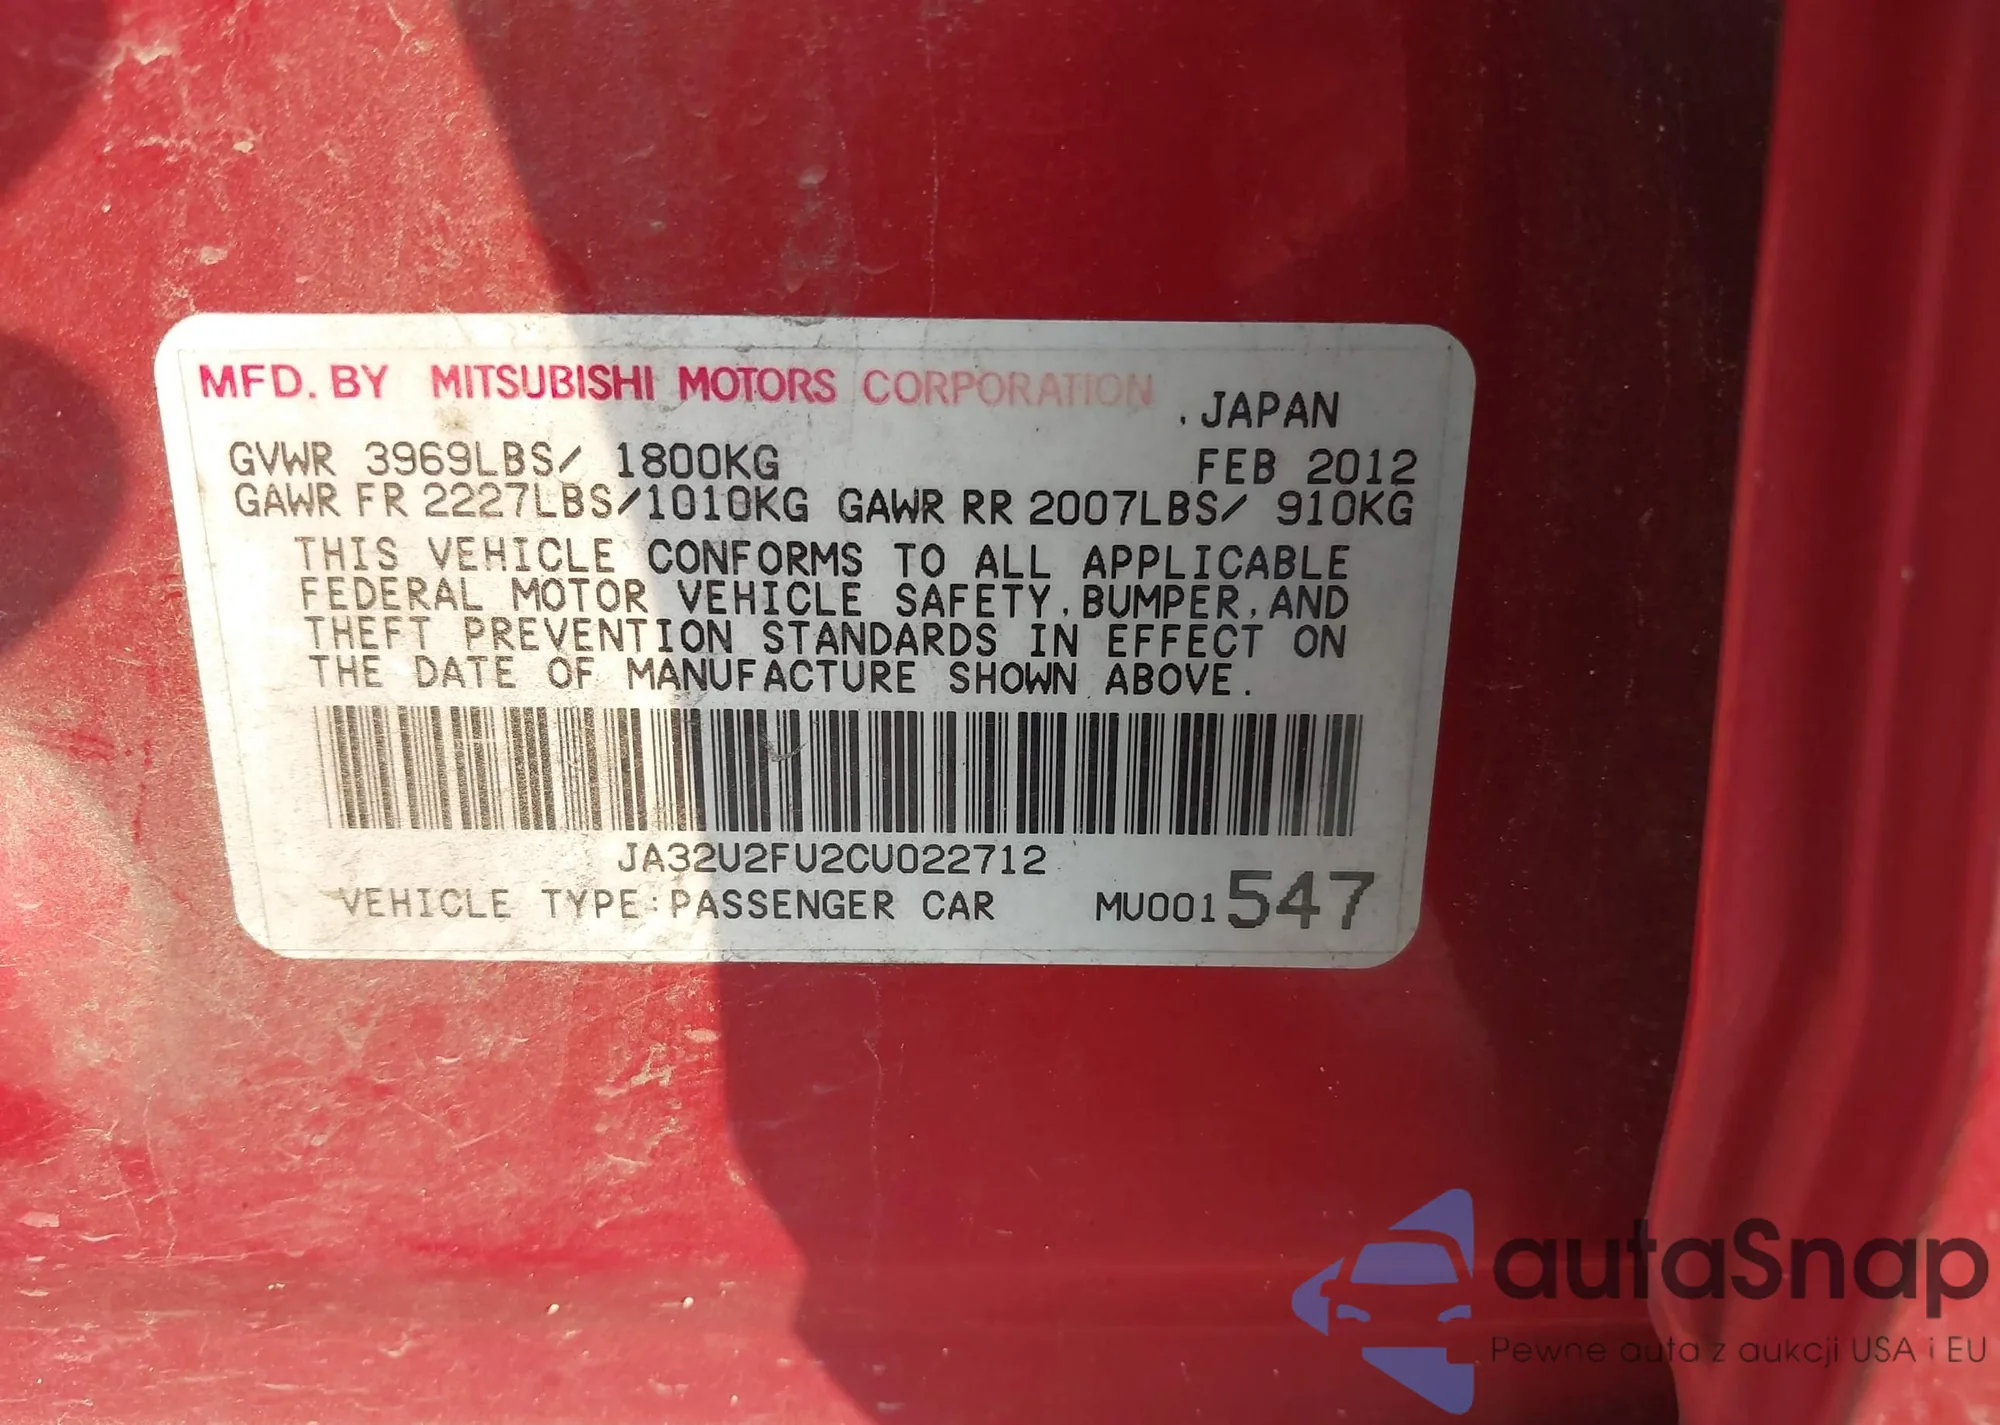 MFD. BY MITSUBISHI MOTORS CORPORATION
. JAPAN
GVWR 3969LBS/ 1800KG FEB 2012
GAWR FR 2227LBS/1010KG GAWR RR 2007LBS/ 910KG
THIS VEHICLE CONFORMS TO ALL APPLICABLE
FEDERAL MOTOR VEHICLE SAFETY, BUMPER, AND
THEFT PREVENTION STANDARDS IN EFFECT ON
THE DATE OF MANUFACTURE SHOWN ABOVE.
JA32U2FU2CU022712
VEHICLE TYPE:PASSENGER CAR MU001547
autaSnap
Pewne auta z aukcji USA i EU